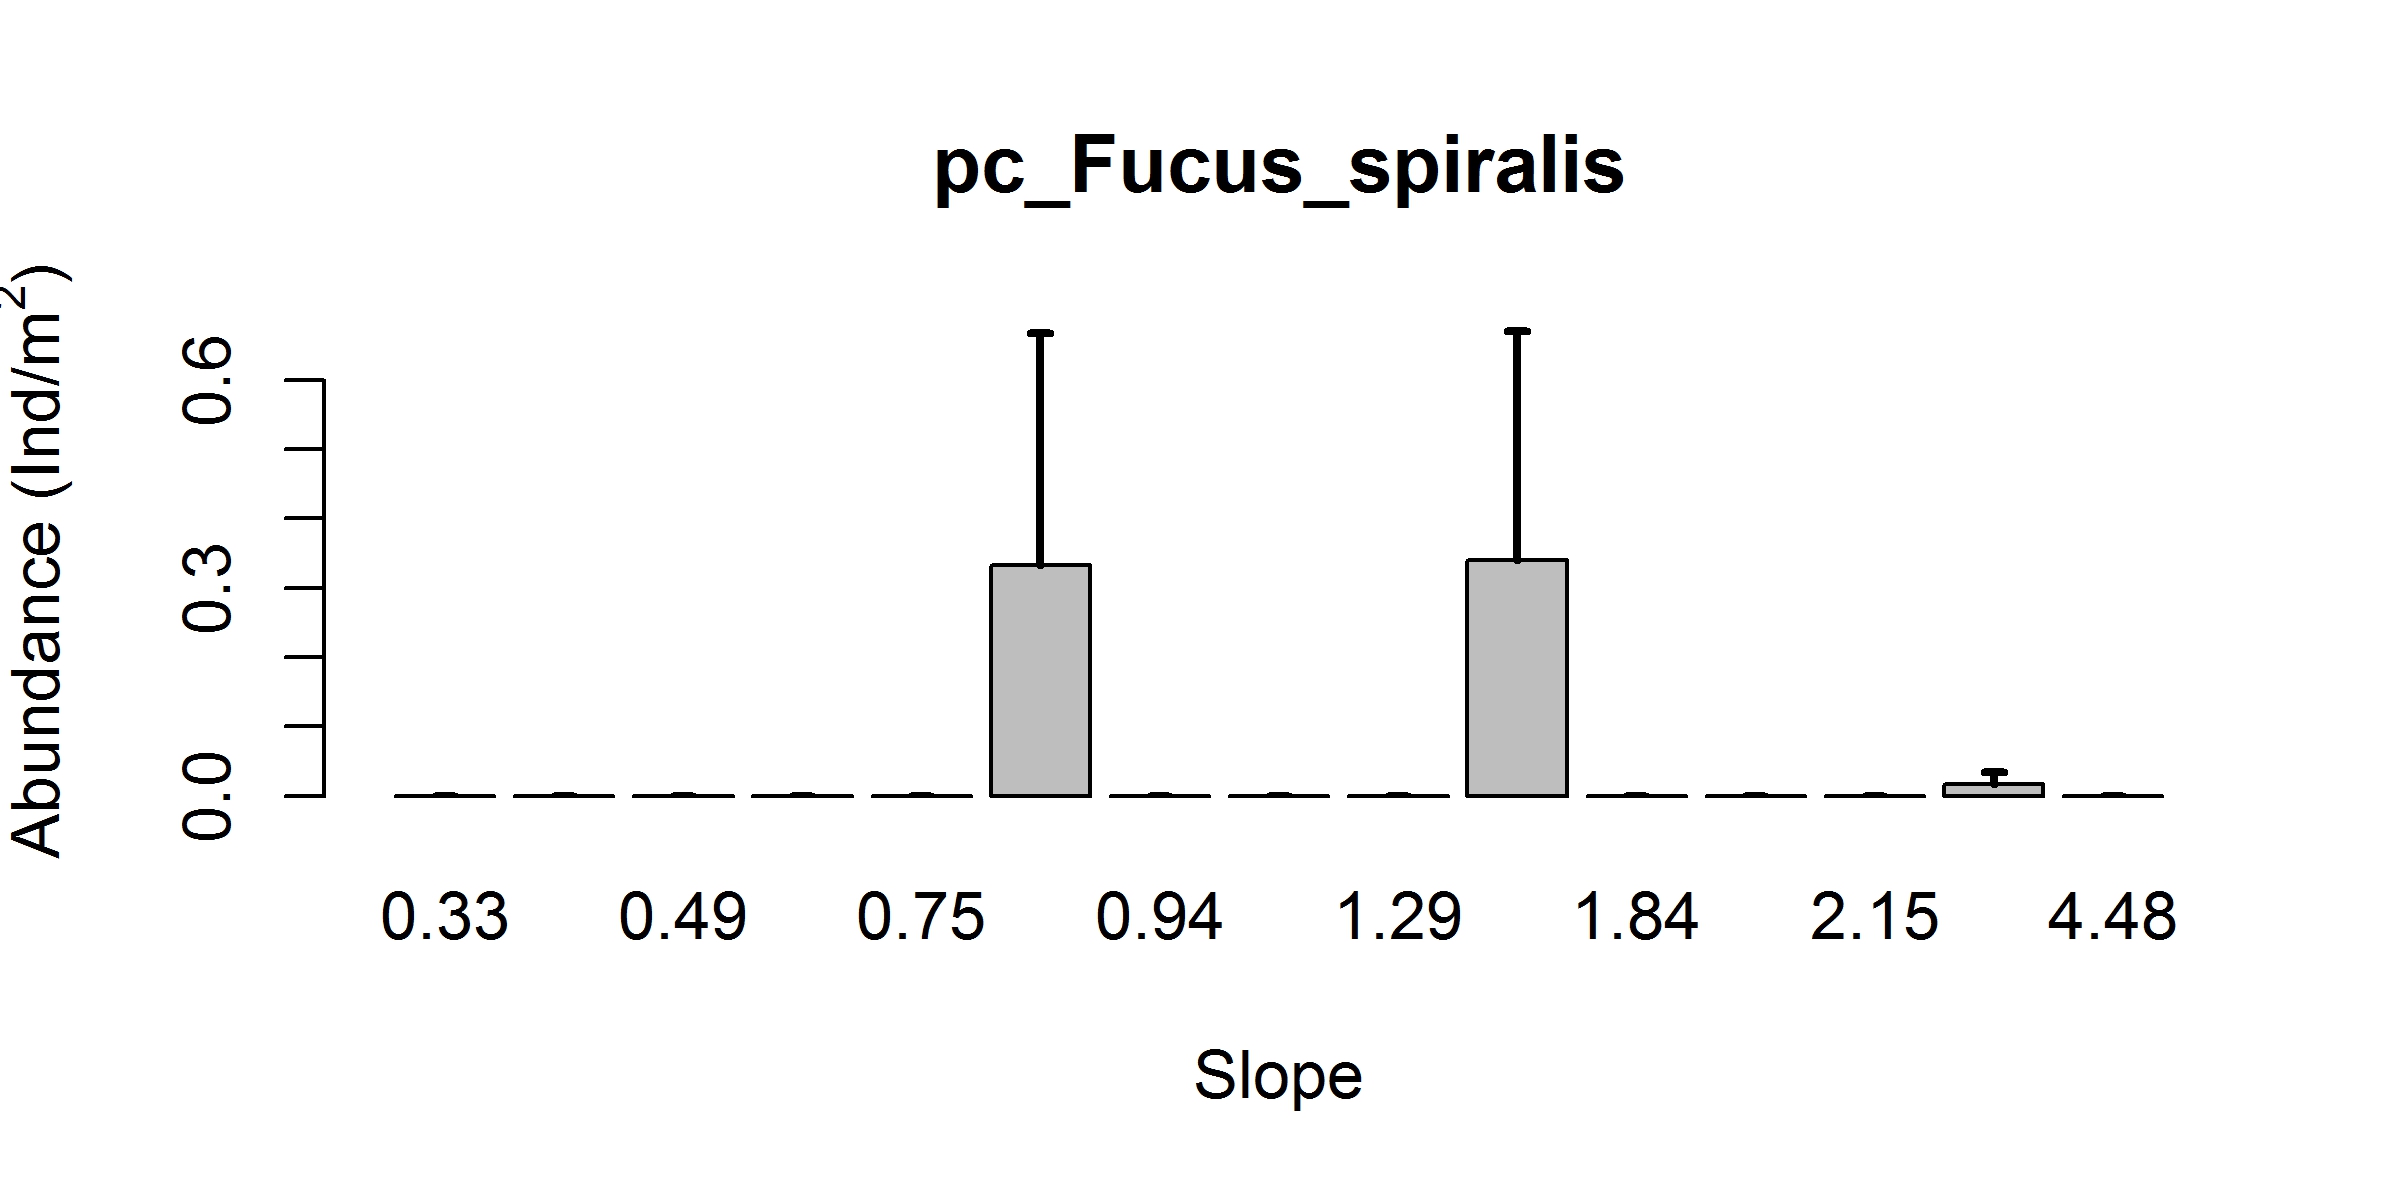 pc_Fucus_spiralis
Abundance (Ind/m²)
0.6
0.3
0.0
0.33 0.49 0.75 0.94 1.29 1.84 2.15 4.48
Slope